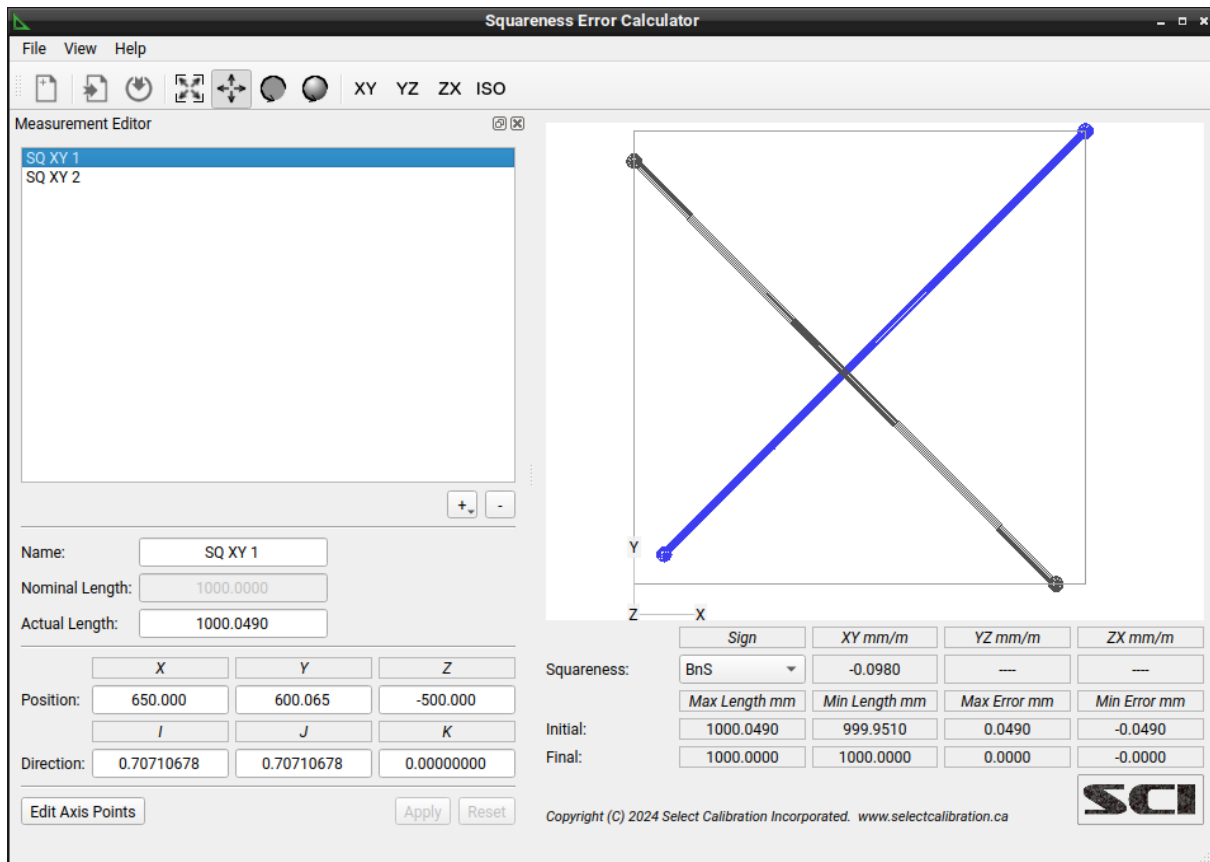 Squareness Error Calculator
File View Help
XY YZ ZX ISO
Measurement Editor
SQ XY 1
SQ XY 2
+ -
Name: SQ XY 1
Nominal Length: 1000.0000
Actual Length: 1000.0490
X Y Z
Position: 650.000 600.065 -500.000
I J K
Direction: 0.70710678 0.70710678 0.00000000
Edit Axis Points Apply Reset
Y
Z X
Sign XY mm/m YZ mm/m ZX mm/m
Squareness: BnS -0.0980 ---- ----
Max Length mm Min Length mm Max Error mm Min Error mm
Initial: 1000.0490 999.9510 0.0490 -0.0490
Final: 1000.0000 1000.0000 0.0000 -0.0000
Copyright (C) 2024 Select Calibration Incorporated. www.selectcalibration.ca
SCI